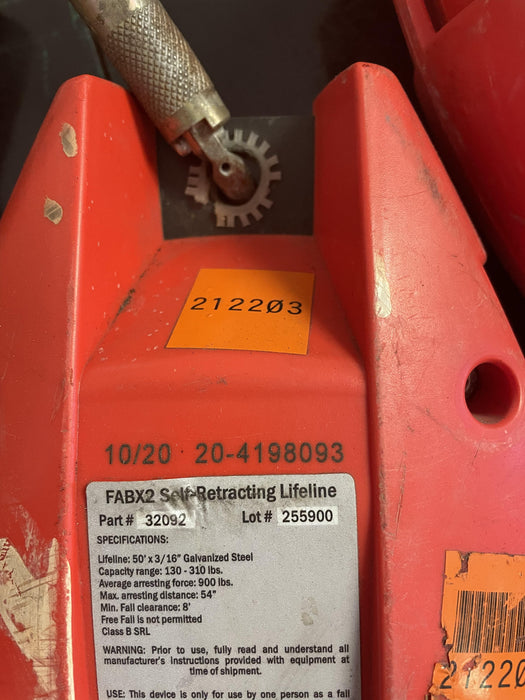 2122Ø3
10/20 20-4198093
FABX2 Self-Retracting Lifeline
Part # 32092 Lot # 255900
SPECIFICATIONS:
Lifeline: 50' x 3/16" Galvanized Steel
Capacity range: 130 - 310 lbs.
Average arresting force: 900 lbs.
Max. arresting distance: 54"
Min. Fall clearance: 8'
Free Fall is not permitted
Class B SRL
WARNING: Prior to use, fully read and understand all
manufacturer's instructions provided with equipment at
time of shipment.
USE: This device is only for use by one person as a fall
2122Ø